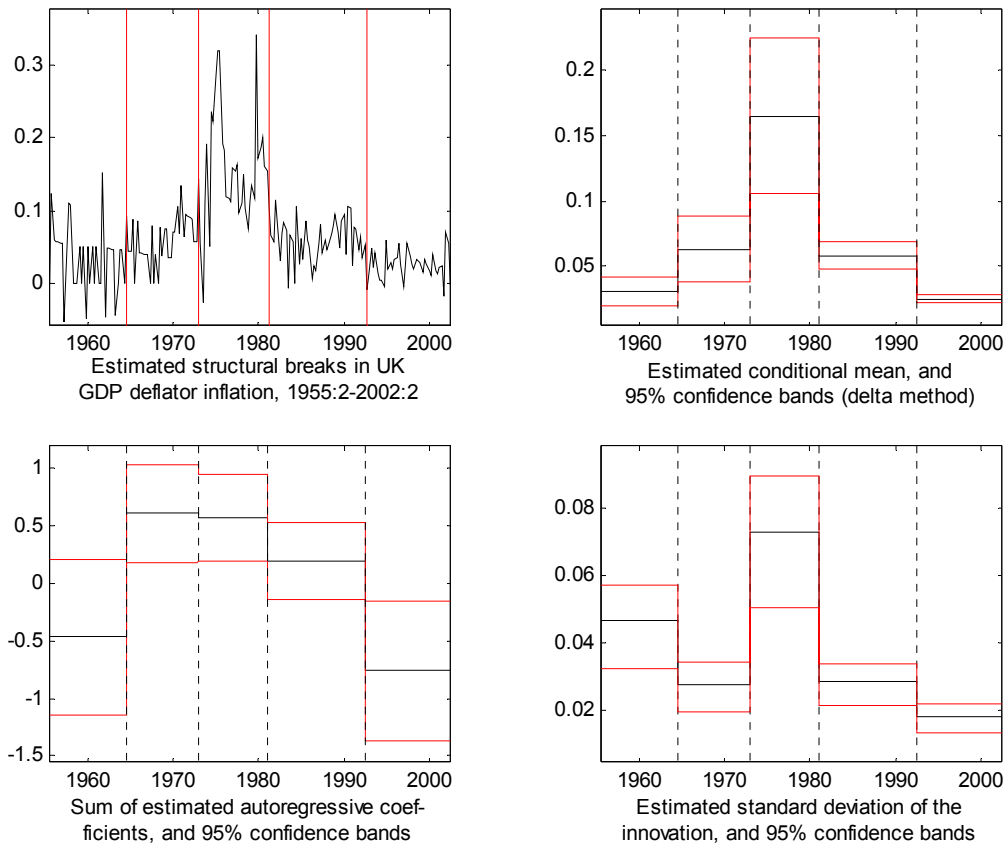 0.3
0.2
0.1
0
1960 1970 1980 1990 2000
Estimated structural breaks in UK
GDP deflator inflation, 1955:2-2002:2
0.2
0.15
0.1
0.05
1960 1970 1980 1990 2000
Estimated conditional mean, and
95% confidence bands (delta method)
1
0.5
0
-0.5
-1
-1.5
1960 1970 1980 1990 2000
Sum of estimated autoregressive coef-
ficients, and 95% confidence bands
0.08
0.06
0.04
0.02
1960 1970 1980 1990 2000
Estimated standard deviation of the
innovation, and 95% confidence bands